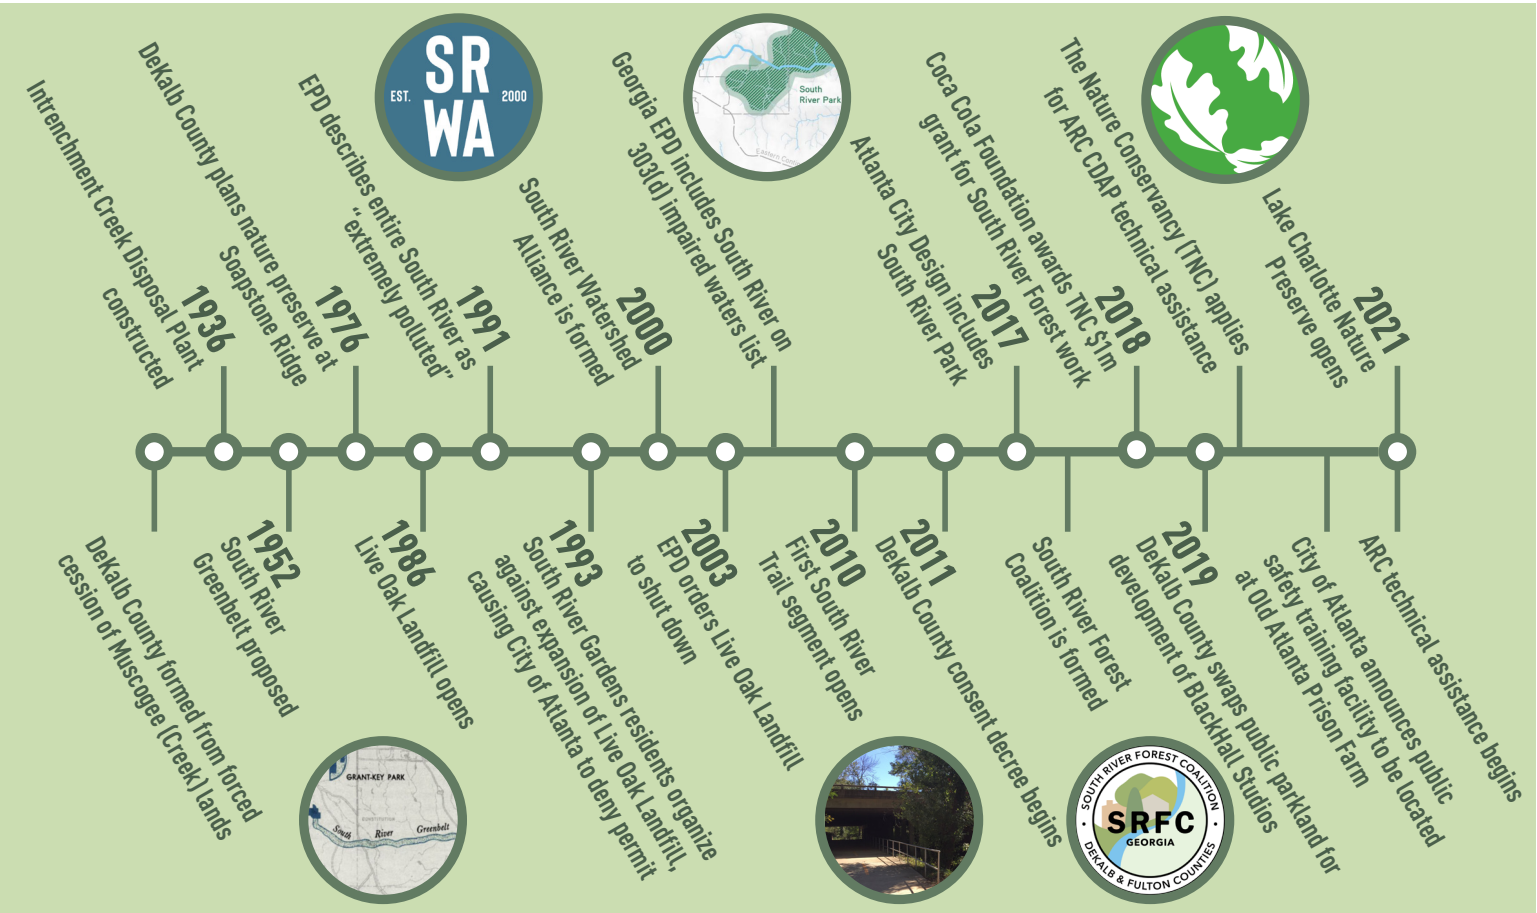 DeKalb County formed from forced
cession of Muscogee (Creek) lands
1936
Intrenchment Creek Disposal Plant
constructed
1952
South River
Greenbelt proposed
1976
DeKalb County plans nature preserve at
Soapstone Ridge
1986
Live Oak Landfill opens
1991
EPD describes entire South River as
“extremely polluted”
1993
South River Gardens residents organize
against expansion of Live Oak Landfill,
causing City of Atlanta to deny permit
2000
South River Watershed
Alliance is formed
2003
EPD orders Live Oak Landfill
to shut down
Georgia EPD includes South River on
303(d) impaired waters list
2010
First South River
Trail segment opens
2011
DeKalb County consent decree begins
2017
Atlanta City Design includes
South River Park
South River Forest
Coalition is formed
2018
Coca Cola Foundation awards TNC $1m
grant for South River Forest work
2019
DeKalb County swaps public parkland for
development of BlackHall Studios
The Nature Conservancy (TNC) applies
for ARC CDAP technical assistance
City of Atlanta announces public
safety training facility to be located
at Old Atlanta Prison Farm
2021
Lake Charlotte Nature
Preserve opens
ARC technical assistance begins
SR
EST. 2000
WA
South
River Park
Eastern
GRANT-KEY PARK
South River Greenbelt
SOUTH RIVER FOREST COALITION
SRFC
GEORGIA
DEKALB & FULTON COUNTIES